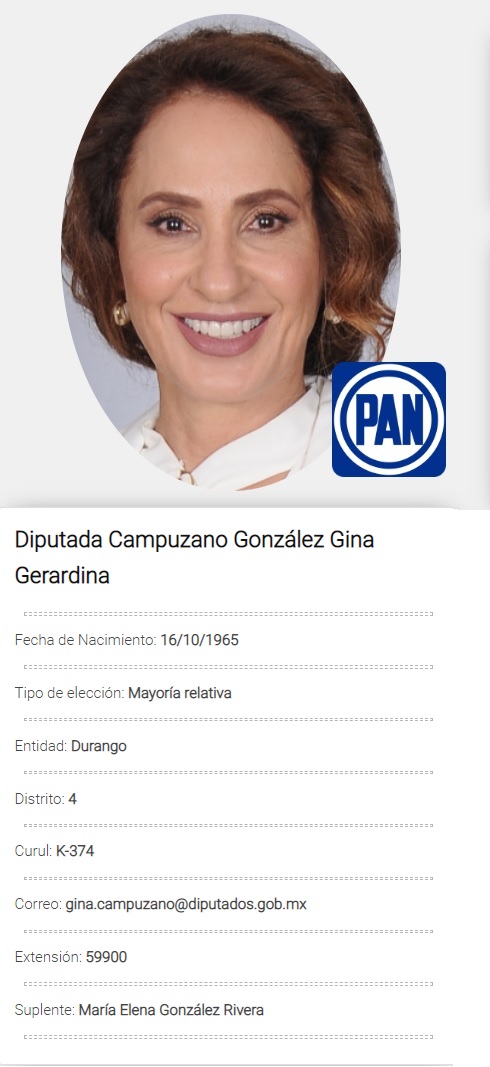 PAN
Diputada Campuzano González Gina
Gerardina
Fecha de Nacimiento: 16/10/1965
Tipo de elección: Mayoría relativa
Entidad: Durango
Distrito: 4
Curul: K-374
Correo: gina.campuzano@diputados.gob.mx
Extensión: 59900
Suplente: María Elena González Rivera